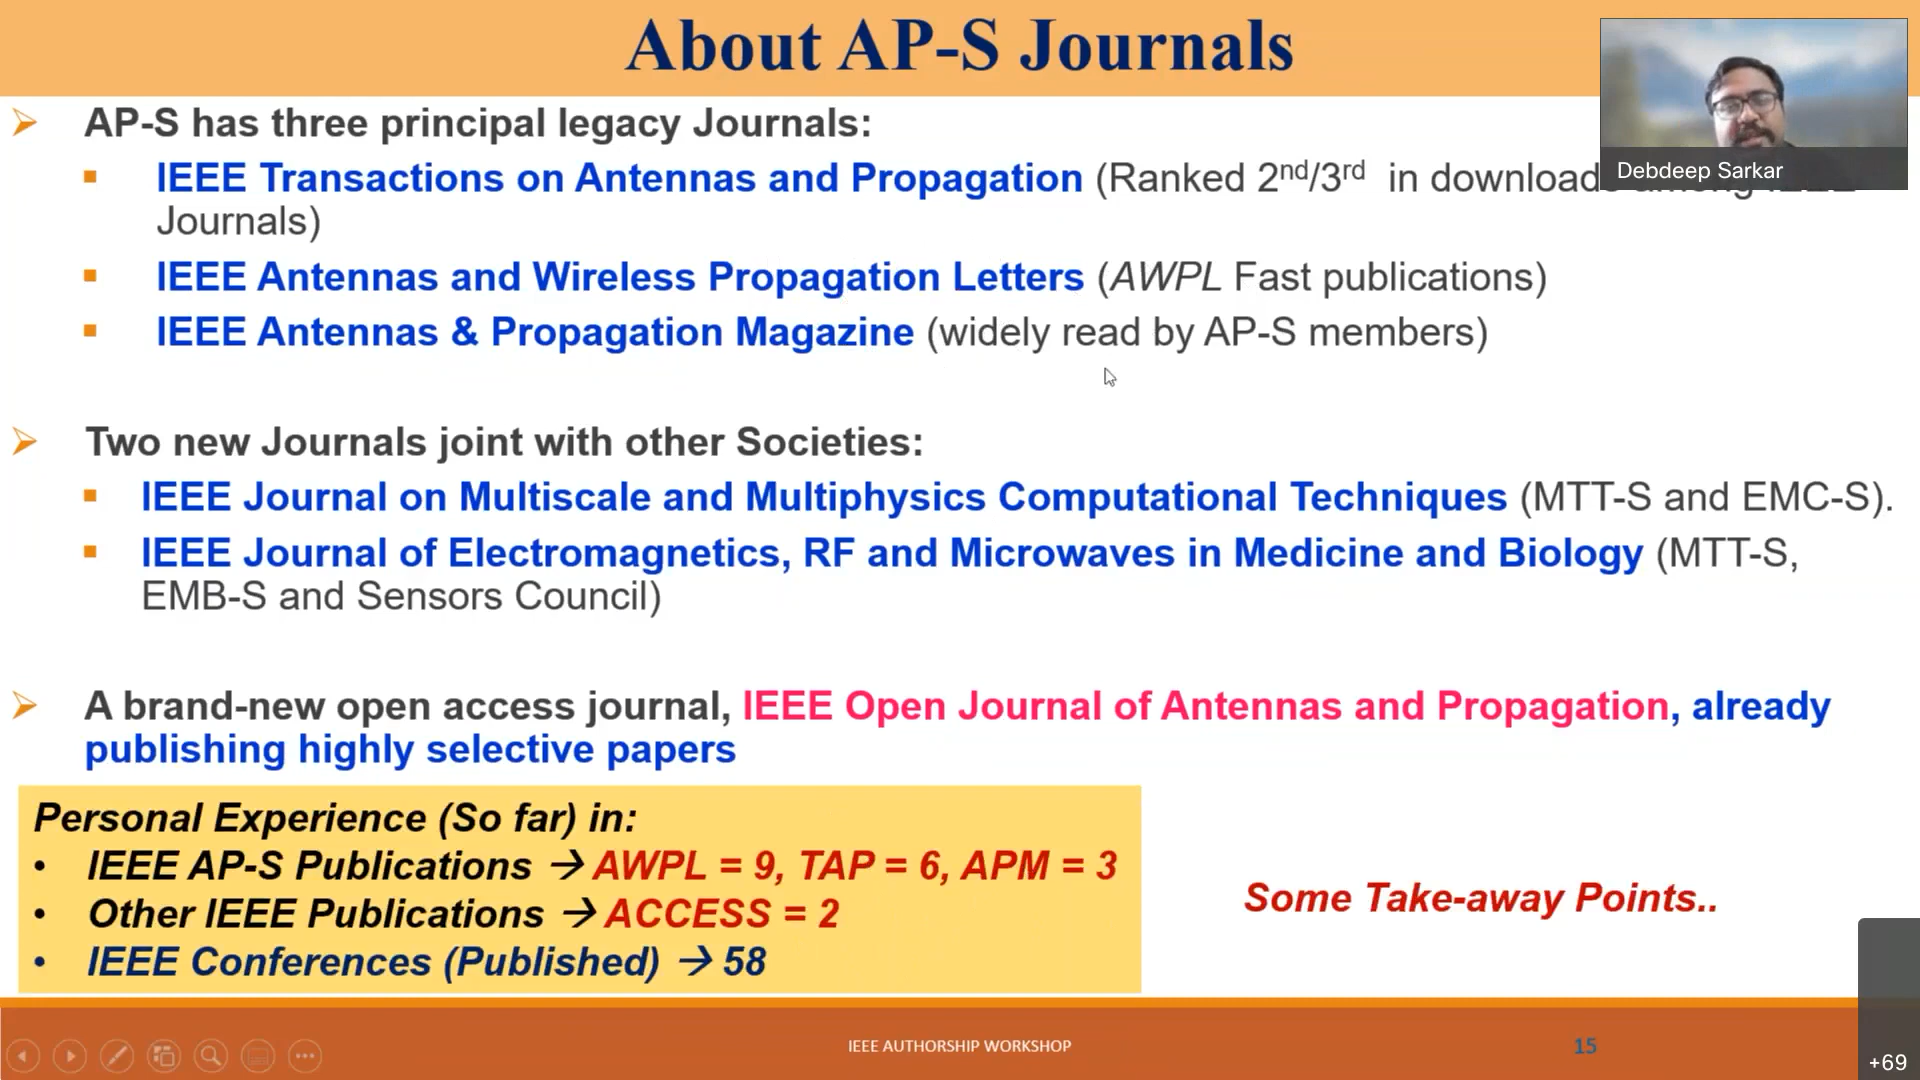 About AP-S Journals
Debdeep Sarkar
AP-S has three principal legacy Journals:
IEEE Transactions on Antennas and Propagation (Ranked 2nd/3rd in downloads among IEEE
Journals)
IEEE Antennas and Wireless Propagation Letters (AWPL Fast publications)
IEEE Antennas & Propagation Magazine (widely read by AP-S members)
Two new Journals joint with other Societies:
IEEE Journal on Multiscale and Multiphysics Computational Techniques (MTT-S and EMC-S).
IEEE Journal of Electromagnetics, RF and Microwaves in Medicine and Biology (MTT-S,
EMB-S and Sensors Council)
A brand-new open access journal, IEEE Open Journal of Antennas and Propagation, already
publishing highly selective papers
Personal Experience (So far) in:
• IEEE AP-S Publications → AWPL = 9, TAP = 6, APM = 3
• Other IEEE Publications → ACCESS = 2
• IEEE Conferences (Published) → 58
Some Take-away Points..
IEEE AUTHORSHIP WORKSHOP
15
+69